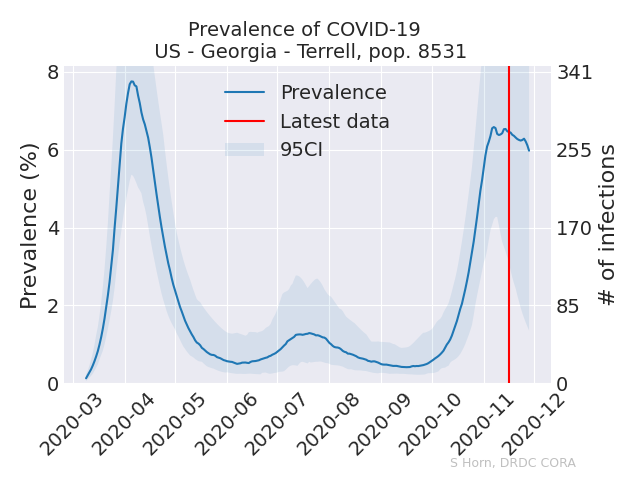 Prevalence of COVID-19
US - Georgia - Terrell, pop. 8531
Prevalence
Latest data
95CI
Prevalence (%)
8
6
4
2
0
341
255
170
85
0
# of infections
2020-03
2020-04
2020-05
2020-06
2020-07
2020-08
2020-09
2020-10
2020-11
2020-12
S Horn, DRDC CORA